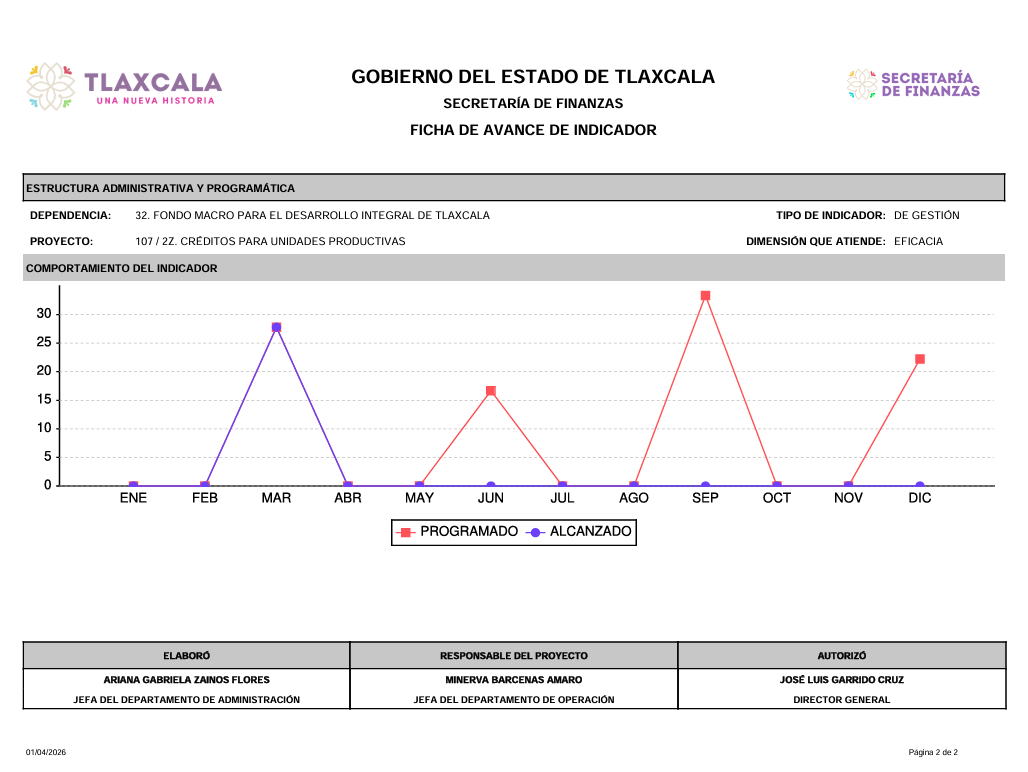 TLAXCALA
UNA NUEVA HISTORIA
GOBIERNO DEL ESTADO DE TLAXCALA
SECRETARÍA DE FINANZAS
FICHA DE AVANCE DE INDICADOR
SECRETARÍA
DE FINANZAS
ESTRUCTURA ADMINISTRATIVA Y PROGRAMÁTICA
DEPENDENCIA: 32. FONDO MACRO PARA EL DESARROLLO INTEGRAL DE TLAXCALA TIPO DE INDICADOR: DE GESTIÓN
PROYECTO: 107 / 2Z. CRÉDITOS PARA UNIDADES PRODUCTIVAS DIMENSIÓN QUE ATIENDE: EFICACIA
COMPORTAMIENTO DEL INDICADOR
30
25
20
15
10
5
0
ENE FEB MAR ABR MAY JUN JUL AGO SEP OCT NOV DIC
PROGRAMADO ALCANZADO
ELABORÓ RESPONSABLE DEL PROYECTO AUTORIZÓ
ARIANA GABRIELA ZAINOS FLORES MINERVA BARCENAS AMARO JOSÉ LUIS GARRIDO CRUZ
JEFA DEL DEPARTAMENTO DE ADMINISTRACIÓN JEFA DEL DEPARTAMENTO DE OPERACIÓN DIRECTOR GENERAL
01/04/2026 Página 2 de 2